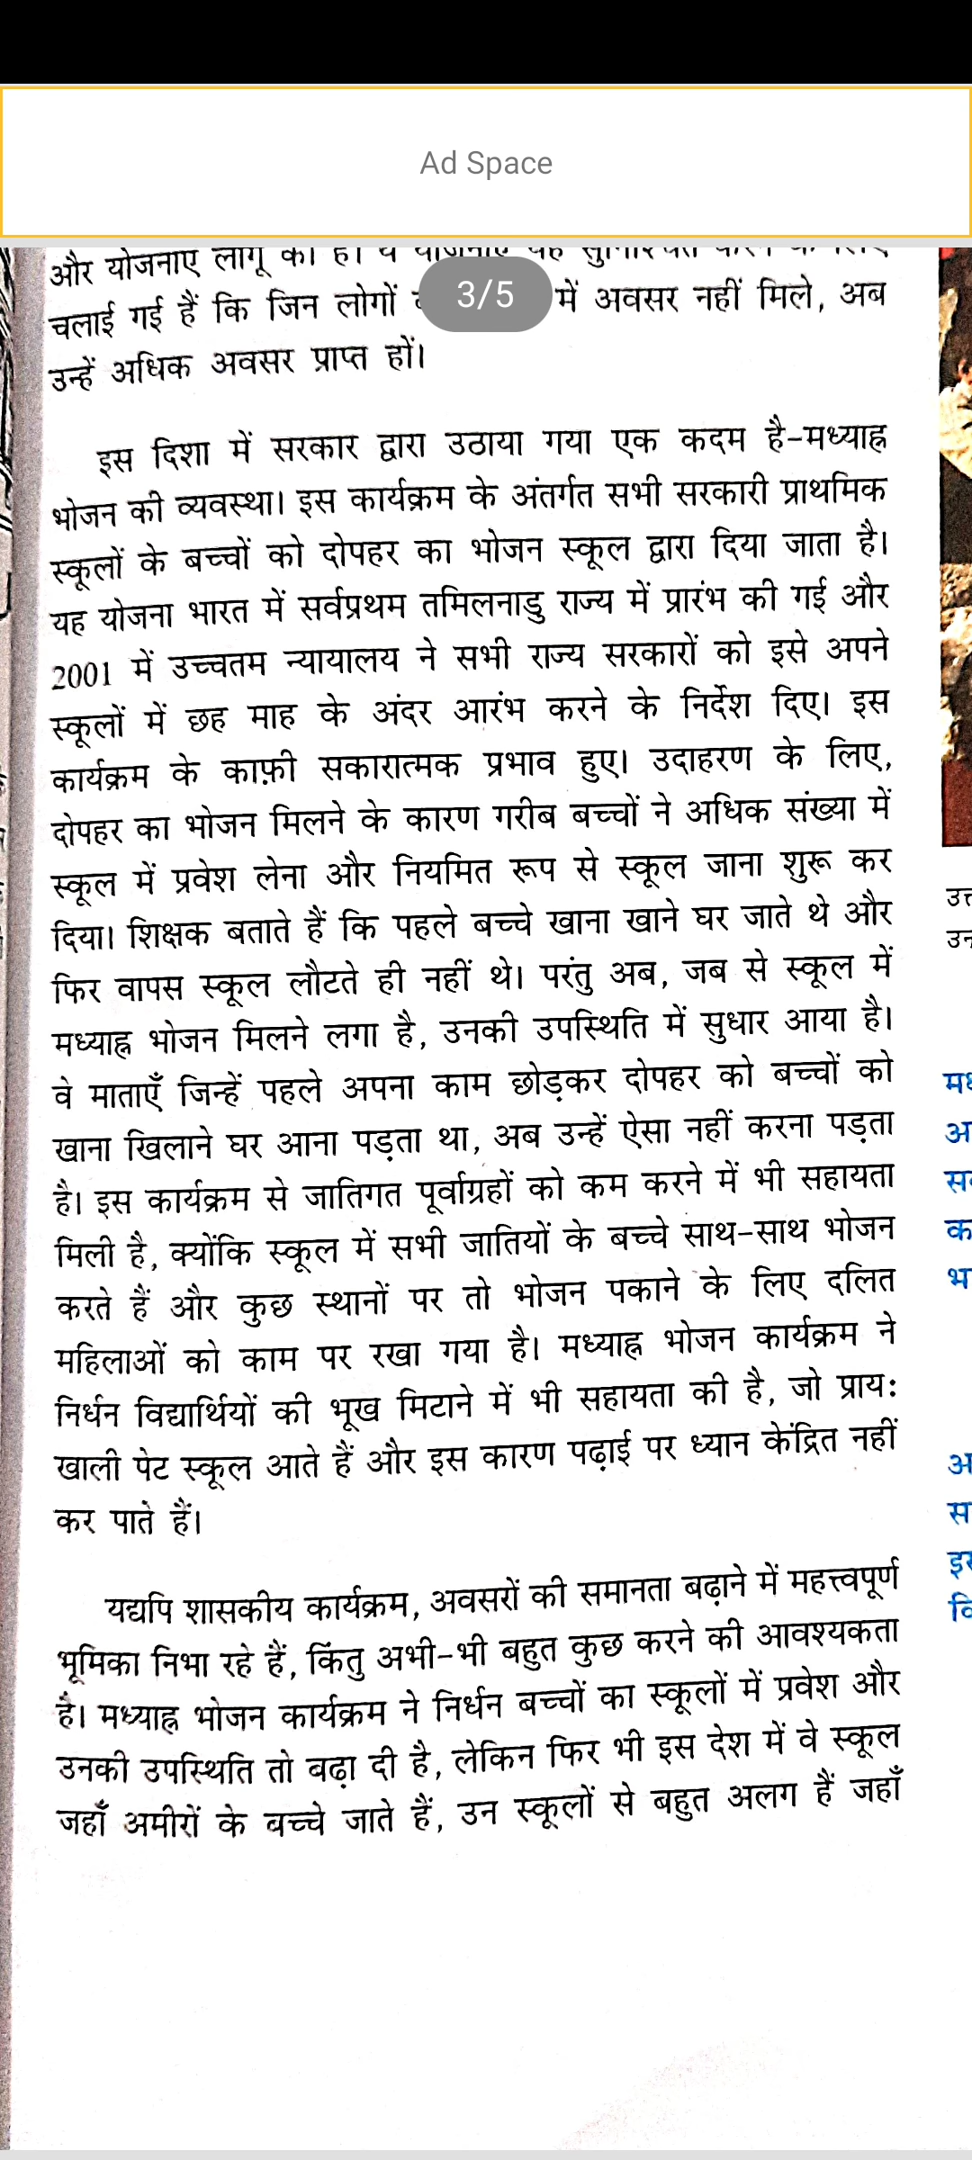 Ad Space
और योजनाएँ लागू की हैं। ये योजनाएँ यह सुनिश्चित करने के लिए
3/5
चलाई गई हैं कि जिन लोगों में अवसर नहीं मिले, अब
उन्हें अधिक अवसर प्राप्त हों।
इस दिशा में सरकार द्वारा उठाया गया एक कदम है-मध्याह्न
भोजन की व्यवस्था। इस कार्यक्रम के अंतर्गत सभी सरकारी प्राथमिक
स्कूलों के बच्चों को दोपहर का भोजन स्कूल द्वारा दिया जाता है।
यह योजना भारत में सर्वप्रथम तमिलनाडु राज्य में प्रारंभ की गई और
2001 में उच्चतम न्यायालय ने सभी राज्य सरकारों को इसे अपने
स्कूलों में छह माह के अंदर आरंभ करने के निर्देश दिए। इस
कार्यक्रम के काफ़ी सकारात्मक प्रभाव हुए। उदाहरण के लिए,
दोपहर का भोजन मिलने के कारण गरीब बच्चों ने अधिक संख्या में
स्कूल में प्रवेश लेना और नियमित रूप से स्कूल जाना शुरू कर
दिया। शिक्षक बताते हैं कि पहले बच्चे खाना खाने घर जाते थे और
फिर वापस स्कूल लौटते ही नहीं थे। परंतु अब, जब से स्कूल में
मध्याह्न भोजन मिलने लगा है, उनकी उपस्थिति में सुधार आया है।
वे माताएँ जिन्हें पहले अपना काम छोड़कर दोपहर को बच्चों को
खाना खिलाने घर आना पड़ता था, अब उन्हें ऐसा नहीं करना पड़ता
है। इस कार्यक्रम से जातिगत पूर्वाग्रहों को कम करने में भी सहायता
मिली है, क्योंकि स्कूल में सभी जातियों के बच्चे साथ-साथ भोजन
करते हैं और कुछ स्थानों पर तो भोजन पकाने के लिए दलित
महिलाओं को काम पर रखा गया है। मध्याह्न भोजन कार्यक्रम ने
निर्धन विद्यार्थियों की भूख मिटाने में भी सहायता की है, जो प्राय:
खाली पेट स्कूल आते हैं और इस कारण पढ़ाई पर ध्यान केंद्रित नहीं
कर पाते हैं।
यद्यपि शासकीय कार्यक्रम, अवसरों की समानता बढ़ाने में महत्त्वपूर्ण
भूमिका निभा रहे हैं, किंतु अभी-भी बहुत कुछ करने की आवश्यकता
है। मध्याह्न भोजन कार्यक्रम ने निर्धन बच्चों का स्कूलों में प्रवेश और
उनकी उपस्थिति तो बढ़ा दी है, लेकिन फिर भी इस देश में वे स्कूल
जहाँ अमीरों के बच्चे जाते हैं, उन स्कूलों से बहुत अलग हैं जहाँ